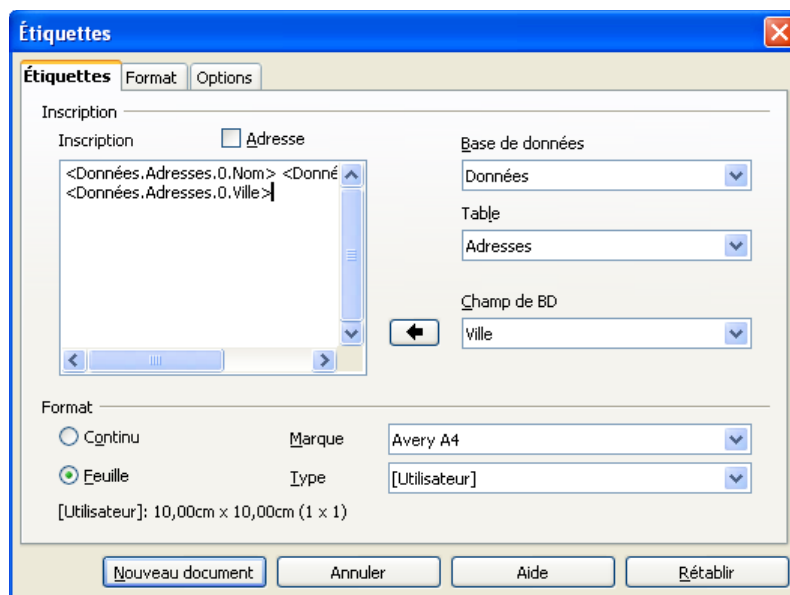 Étiquettes
Étiquettes Format Options
Inscription
Inscription Adresse
<Données.Adresses.0.Nom> <Donné
<Données.Adresses.0.Ville>
Base de données
Données
Table
Adresses
Champ de BD
Ville
Format
Continu Marque Avery A4
Feuille Type [Utilisateur]
[Utilisateur]: 10,00cm x 10,00cm (1 x 1)
Nouveau document Annuler Aide Rétablir